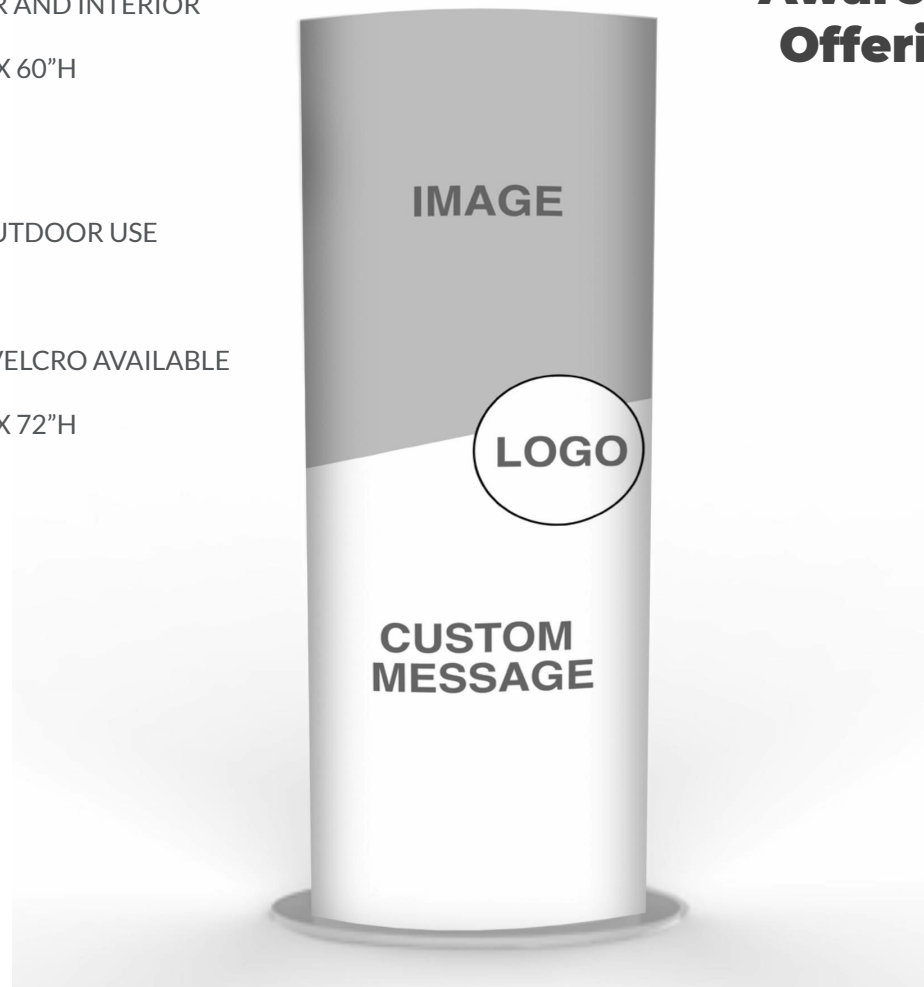 R AND INTERIOR
X 60”H
UTDOOR USE
VELCRO AVAILABLE
X 72”H
Offeri
IMAGE
LOGO
CUSTOM
MESSAGE